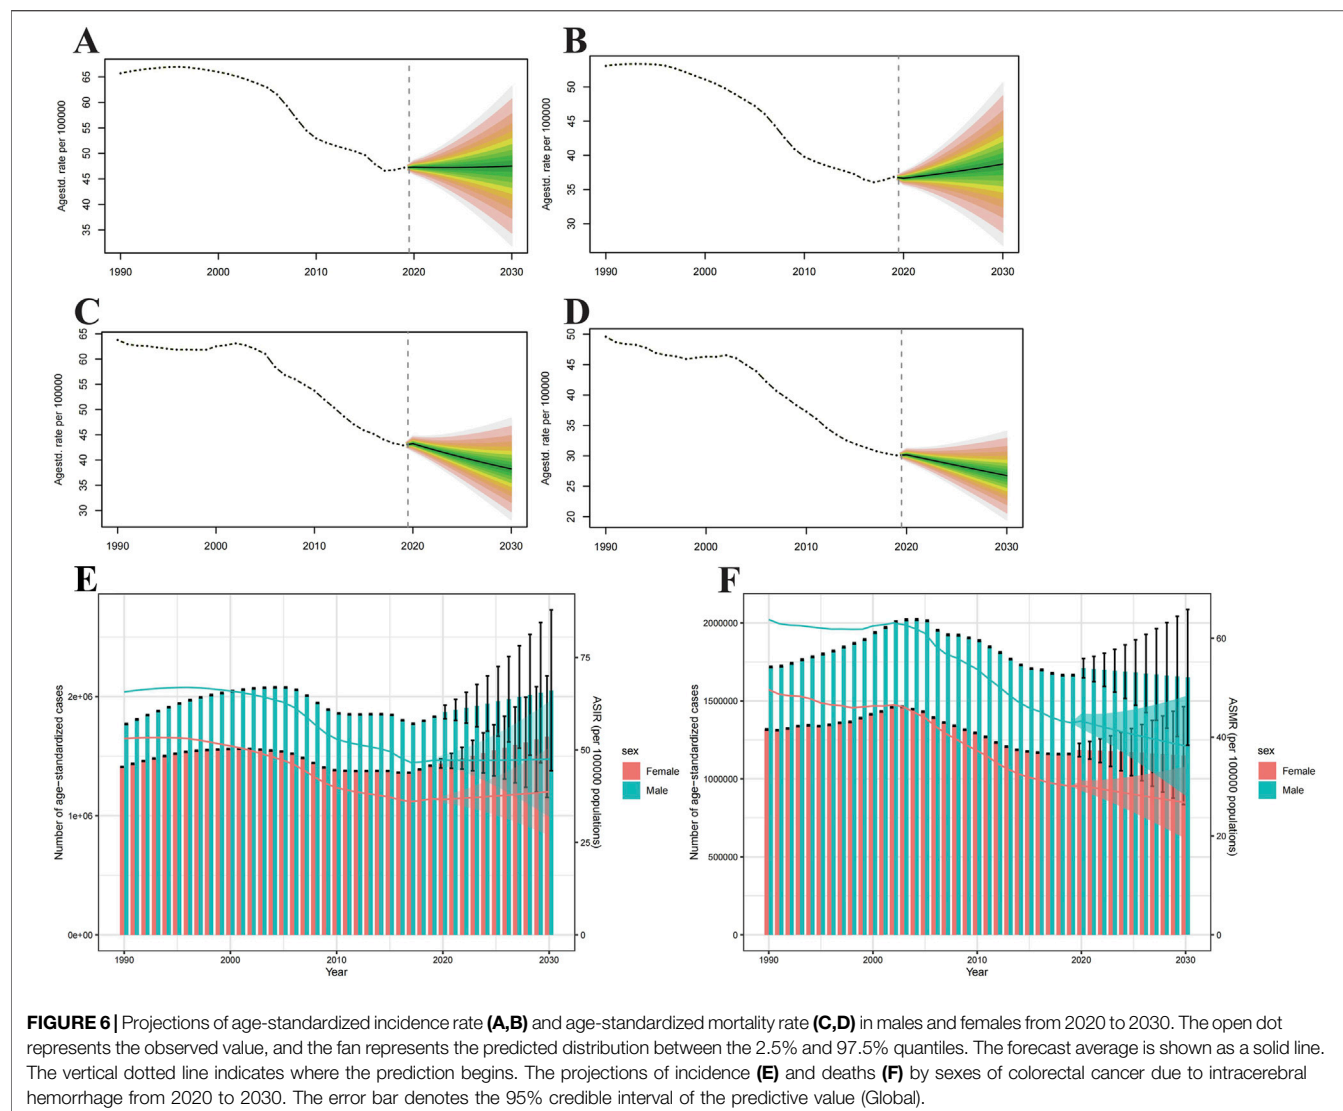 A
B
Agestd. rate per 100000
65
60
55
50
45
40
35
1990
2000
2010
2020
2030
Agestd. rate per 100000
50
45
40
35
30
1990
2000
2010
2020
2030
C
D
Agestd. rate per 100000
65
60
55
50
45
40
35
30
1990
2000
2010
2020
2030
Agestd. rate per 100000
50
45
40
35
30
25
20
1990
2000
2010
2020
2030
E
F
Number of age-standardized cases
2e+06
1e+06
0e+00
1990
2000
2010
2020
2030
Year
75
50
25
0
ASIR (per 100000 populations)
sex
Female
Male
Number of age-standardized cases
2000000
1500000
1000000
500000
0
1990
2000
2010
2020
2030
Year
60
40
20
0
ASMR (per 100000 populations)
sex
Female
Male
FIGURE 6 | Projections of age-standardized incidence rate (A,B) and age-standardized mortality rate (C,D) in males and females from 2020 to 2030. The open dot
represents the observed value, and the fan represents the predicted distribution between the 2.5% and 97.5% quantiles. The forecast average is shown as a solid line.
The vertical dotted line indicates where the prediction begins. The projections of incidence (E) and deaths (F) by sexes of colorectal cancer due to intracerebral
hemorrhage from 2020 to 2030. The error bar denotes the 95% credible interval of the predictive value (Global).